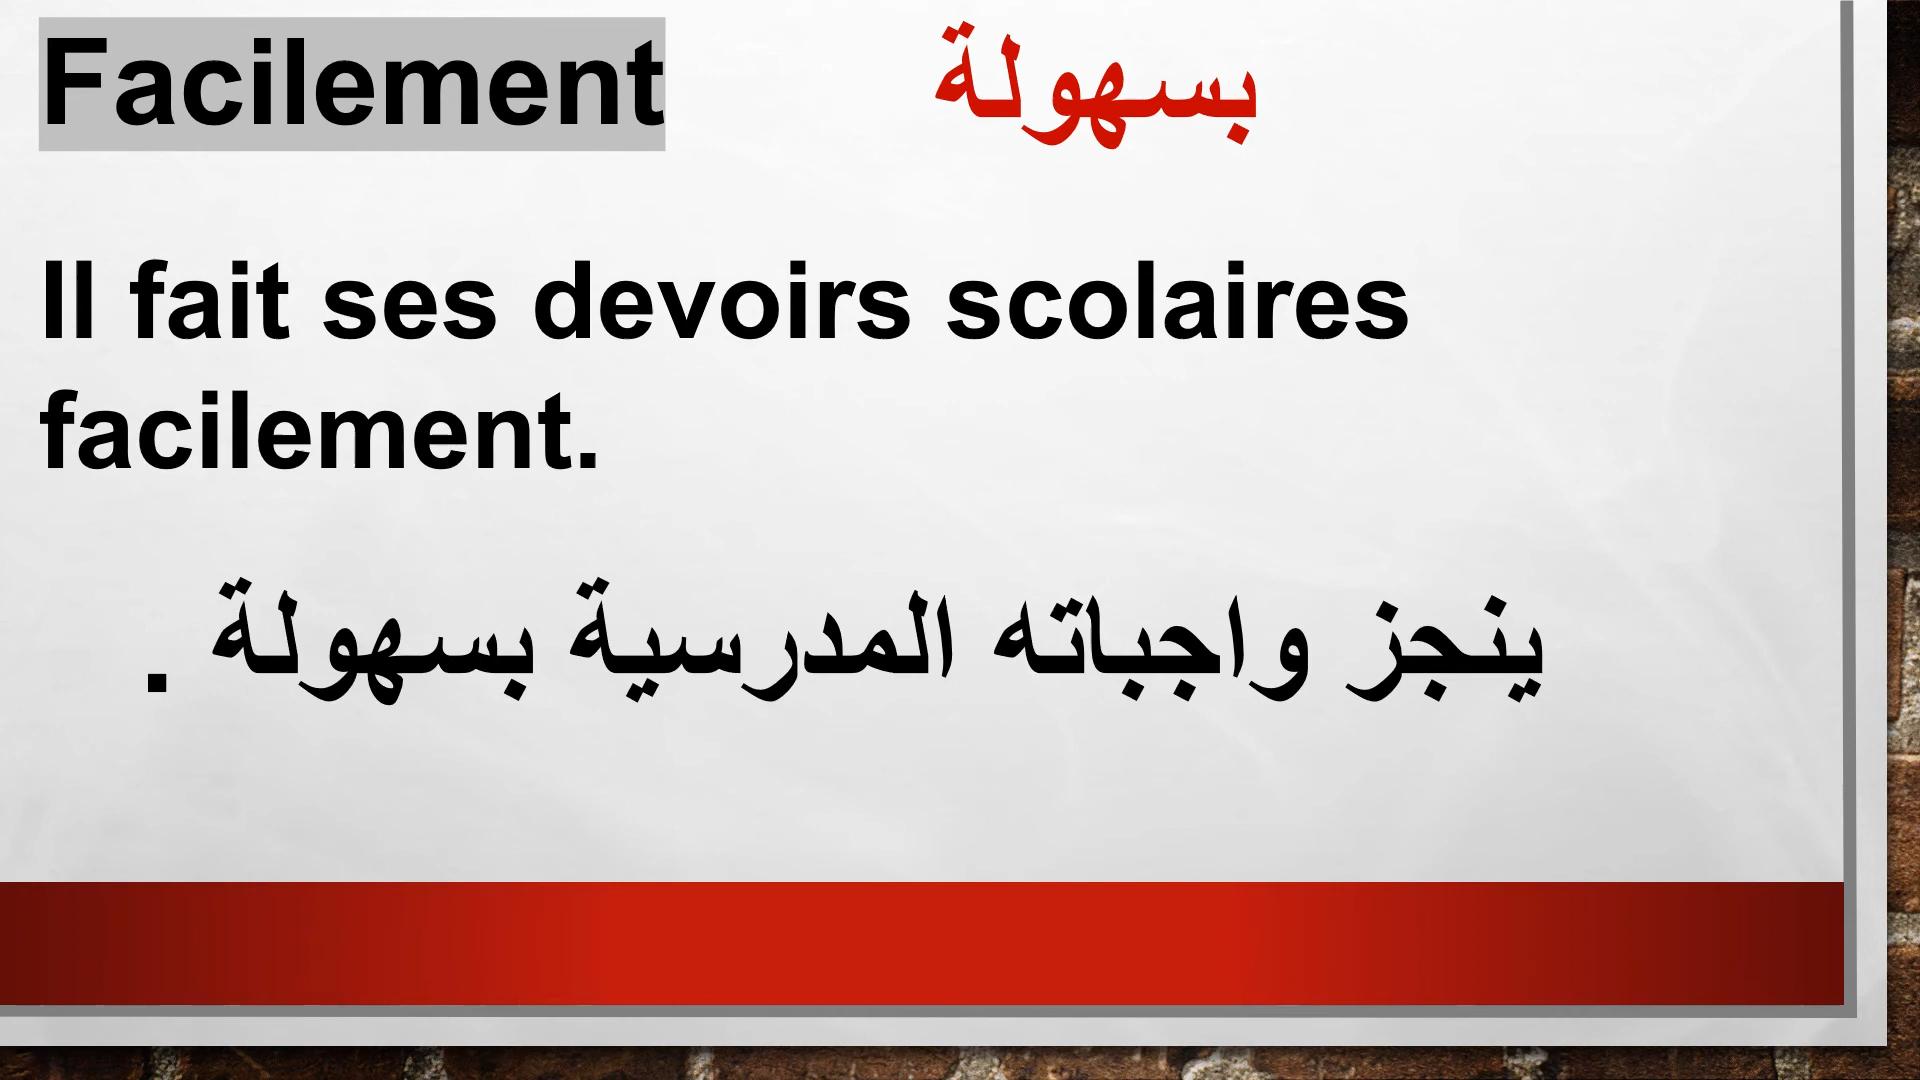 Facilement بسهولة
Il fait ses devoirs scolaires
facilement.
ينجز واجباته المدرسية بسهولة .